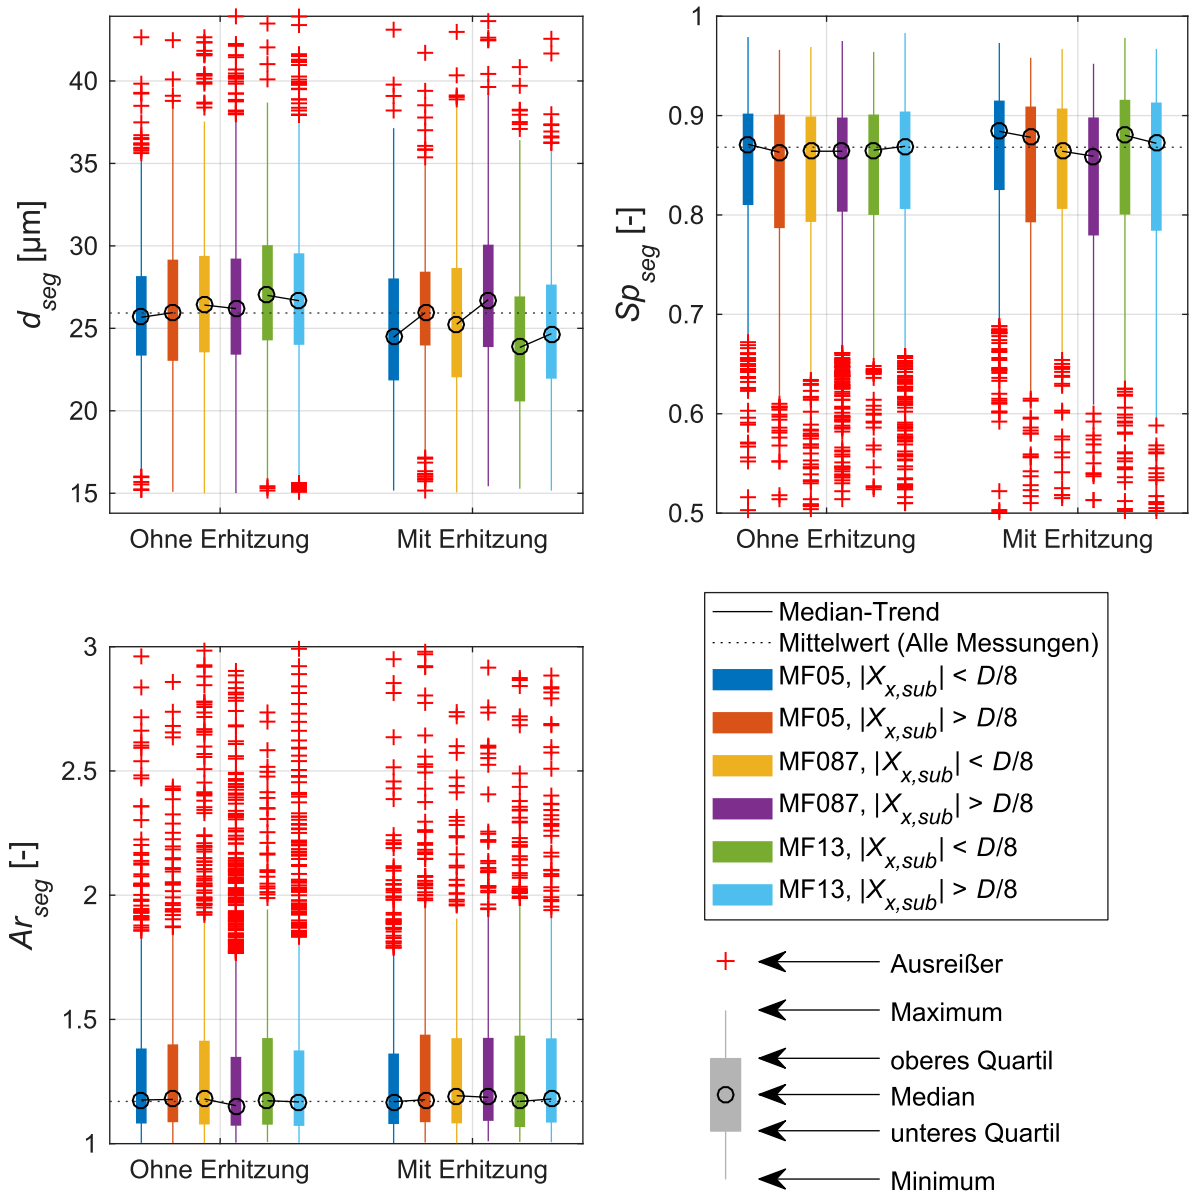 40
35
30
25
20
15
d_seg [µm]
Ohne Erhitzung
Mit Erhitzung
1
0.9
0.8
0.7
0.6
0.5
Sp_seg [-]
Ohne Erhitzung
Mit Erhitzung
3
2.5
2
1.5
1
Ar_seg [-]
Ohne Erhitzung
Mit Erhitzung
Median-Trend
Mittelwert (Alle Messungen)
MF05, |X_x,sub| < D/8
MF05, |X_x,sub| > D/8
MF087, |X_x,sub| < D/8
MF087, |X_x,sub| > D/8
MF13, |X_x,sub| < D/8
MF13, |X_x,sub| > D/8
Ausreißer
Maximum
oberes Quartil
Median
unteres Quartil
Minimum